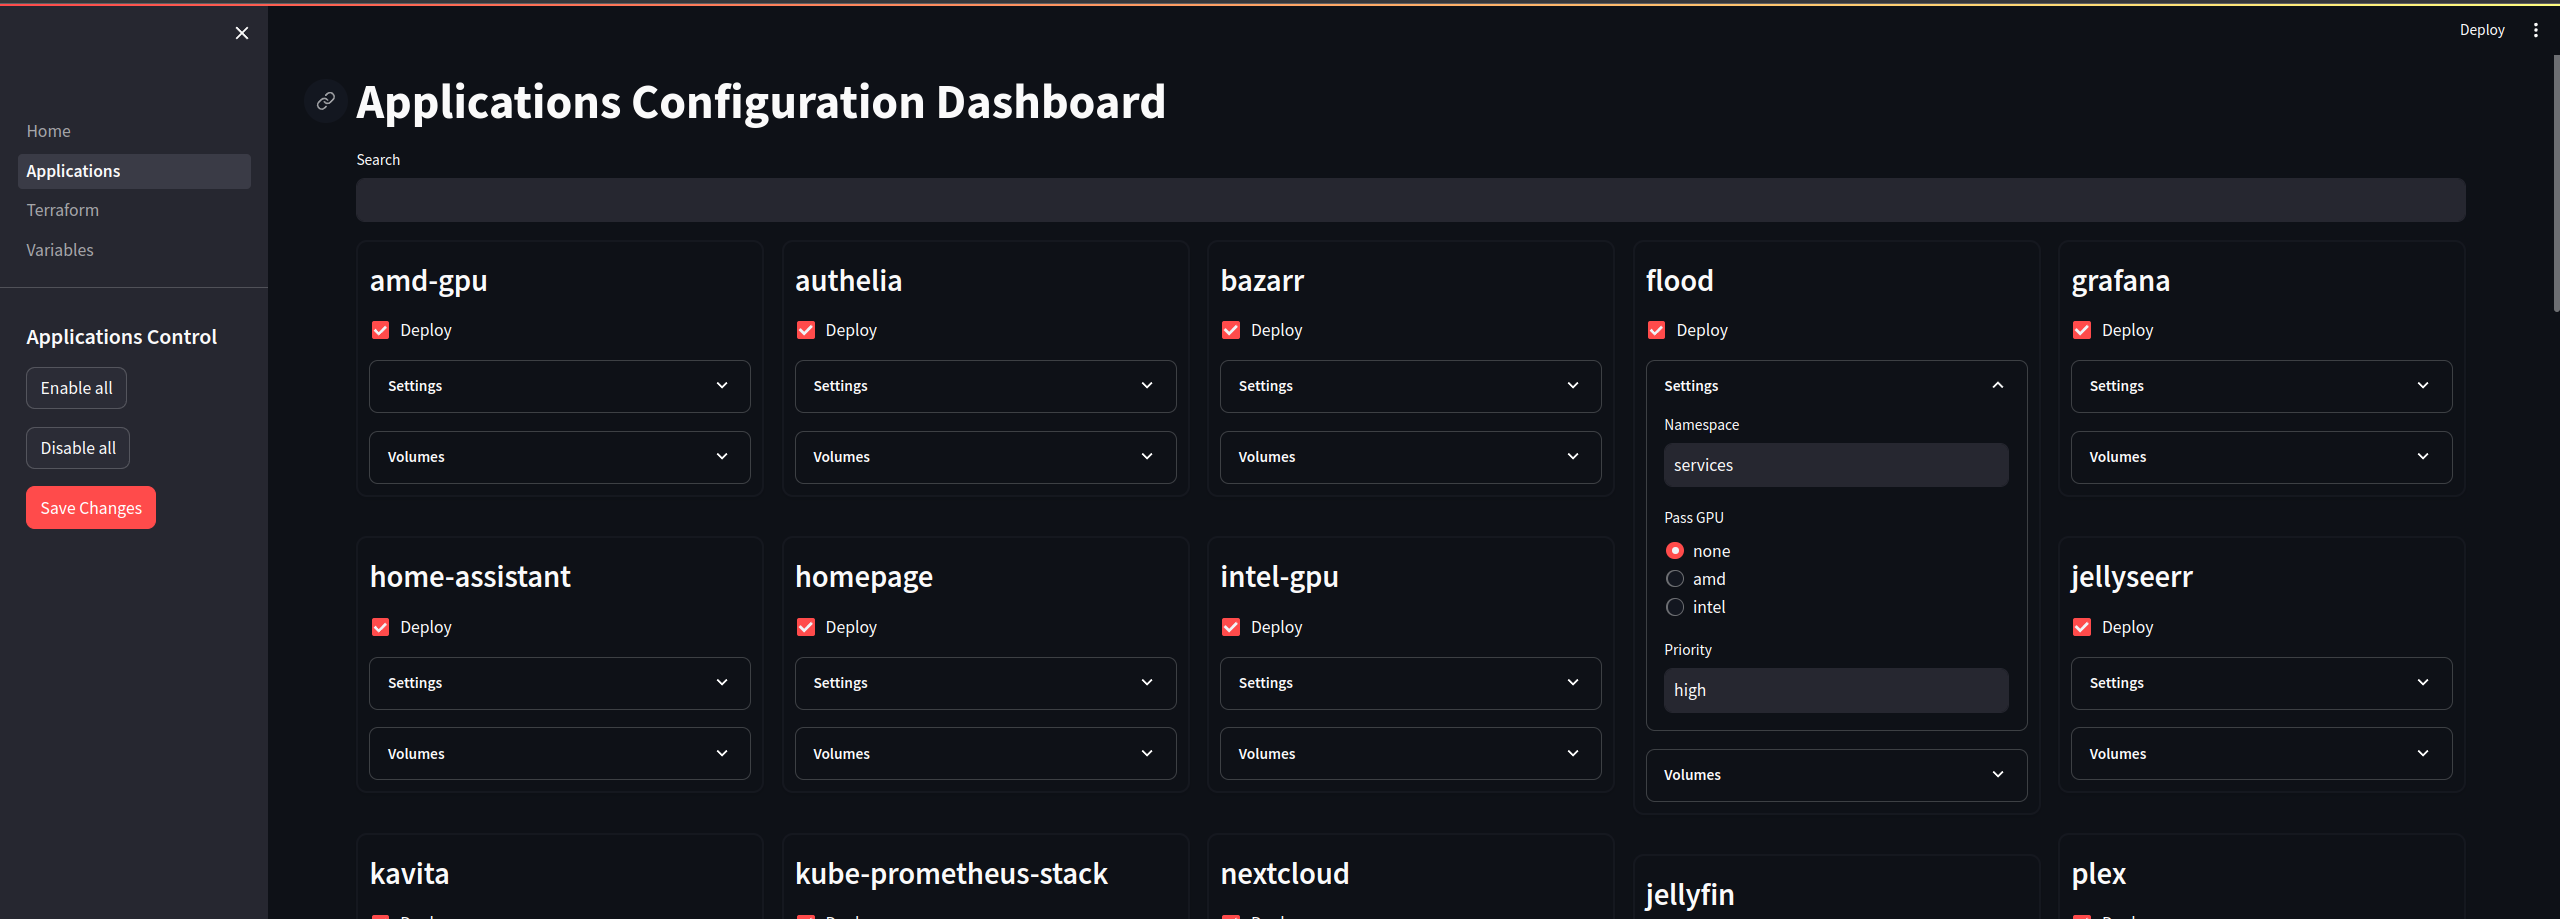 Deploy
Home
Applications
Terraform
Variables
Applications Control
Enable all
Disable all
Save Changes
Applications Configuration Dashboard
Search
amd-gpu
Deploy
Settings
Volumes
authelia
Deploy
Settings
Volumes
bazarr
Deploy
Settings
Volumes
flood
Deploy
Settings
Namespace
services
Pass GPU
none
amd
intel
Priority
high
Volumes
grafana
Deploy
Settings
Volumes
home-assistant
Deploy
Settings
Volumes
homepage
Deploy
Settings
Volumes
intel-gpu
Deploy
Settings
Volumes
jellyseerr
Deploy
Settings
Volumes
kavita
kube-prometheus-stack
nextcloud
jellyfin
plex